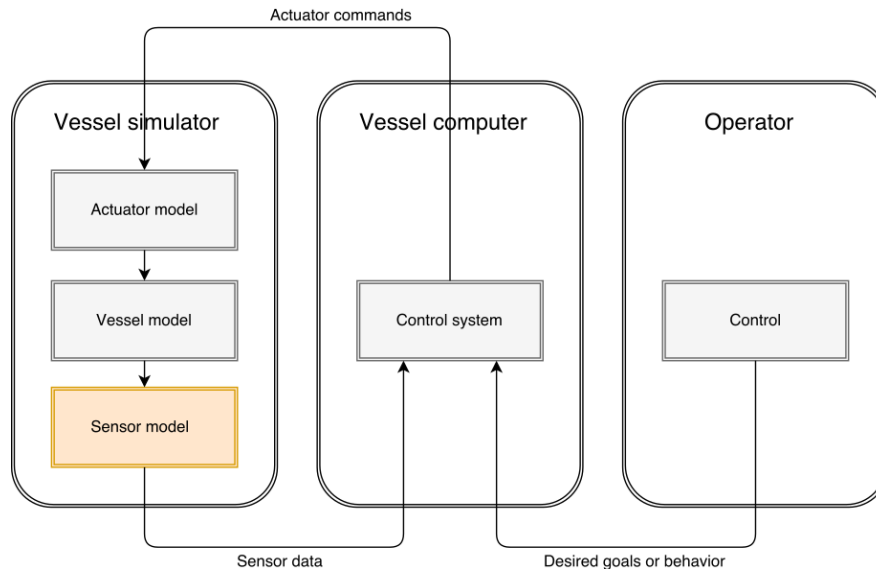 Actuator commands
Vessel simulator
Vessel computer
Operator
Actuator model
Vessel model
Control system
Control
Sensor model
Sensor data
Desired goals or behavior